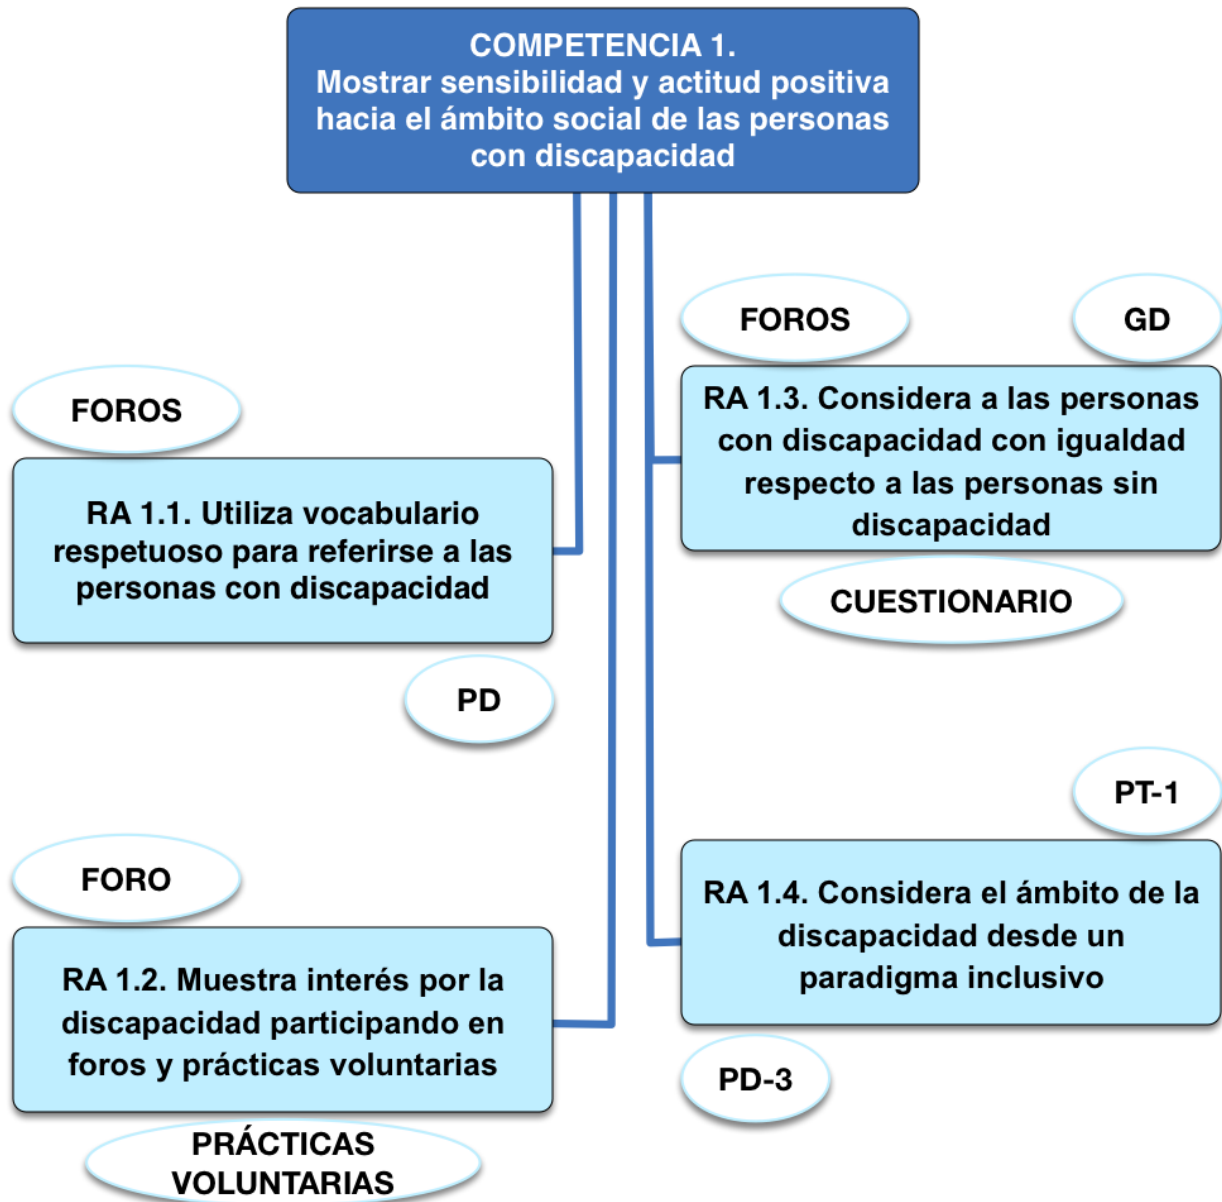 COMPETENCIA 1.
Mostrar sensibilidad y actitud positiva
hacia el ámbito social de las personas
con discapacidad
FOROS
RA 1.1. Utiliza vocabulario
respetuoso para referirse a las
personas con discapacidad
PD
FORO
RA 1.2. Muestra interés por la
discapacidad participando en
foros y prácticas voluntarias
PRÁCTICAS
VOLUNTARIAS
FOROS
GD
RA 1.3. Considera a las personas
con discapacidad con igualdad
respecto a las personas sin
discapacidad
CUESTIONARIO
PT-1
RA 1.4. Considera el ámbito de la
discapacidad desde un
paradigma inclusivo
PD-3